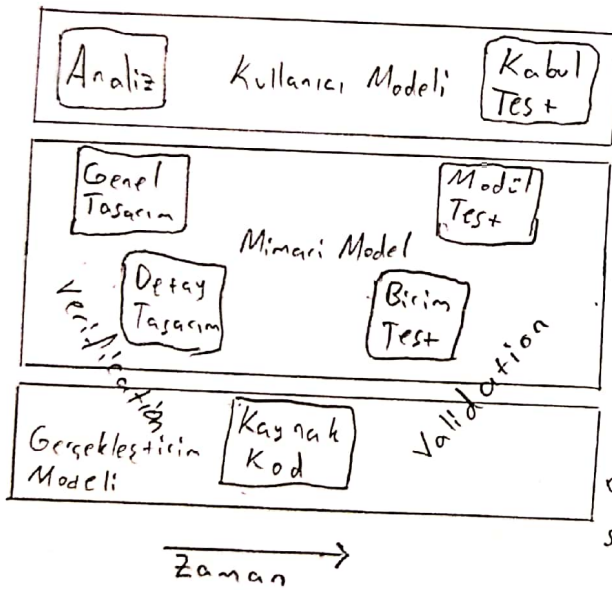 Analiz
Kullanıcı Modeli
Kabul
Test
Genel
Tasarım
Modül
Test
Mimari Model
Detay
Tasarım
Birim
Test
Verification
Validation
Kaynak
Kod
Gerçekleştirim
Modeli
Zaman